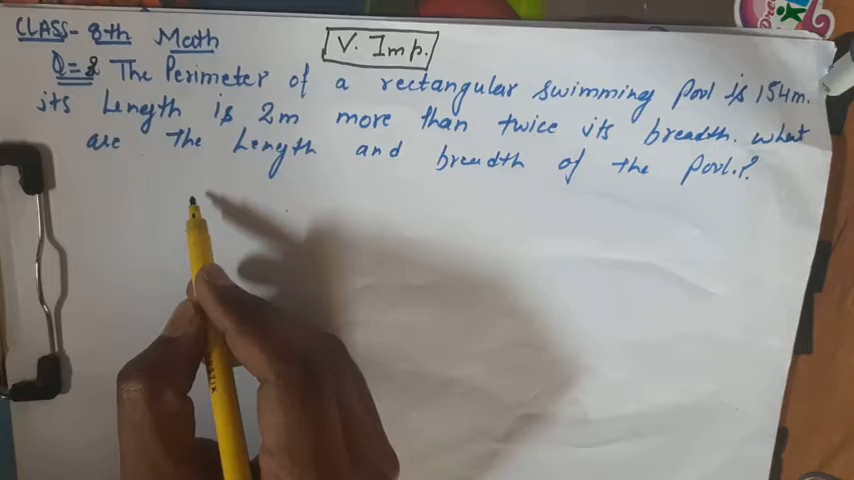 CLASS- 8th Math
V. Imp.
Q=2 The Perimeter of a rectangular swimming Pool is 154m.
its Length is 2m more than twice its breadth. what
are The Length and breadth of the Pool.?